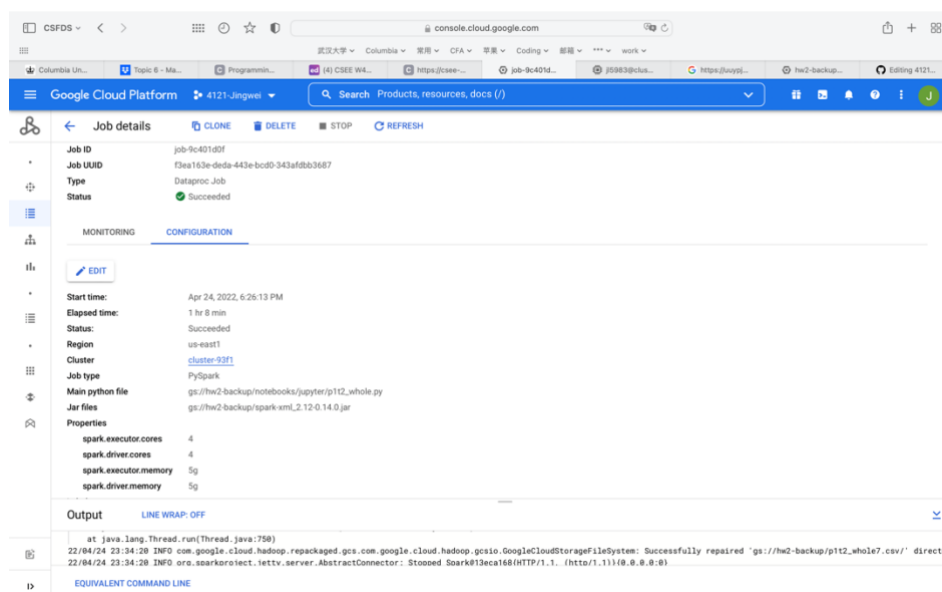 CSFDS
console.cloud.google.com
武汉大学 Columbia 常用 CFA 苹果 Coding 邮箱 *** work
Columbia Un... Topic 6 - Ma... Programmin... (4) CSEE W4... https://csee-... job-9c401d... jl5983@clus... https://uuypj... hw2-backup... Editing 4121...
Google Cloud Platform 4121-Jingwei Search Products, resources, docs (/) J
Job details CLONE DELETE STOP REFRESH
Job ID job-9c401d0f
Job UUID f3ea163e-deda-443e-bcd0-343afdbb3687
Type Dataproc Job
Status Succeeded
MONITORING CONFIGURATION
EDIT
Start time: Apr 24, 2022, 6:26:13 PM
Elapsed time: 1 hr 8 min
Status: Succeeded
Region us-east1
Cluster cluster-93f1
Job type PySpark
Main python file gs://hw2-backup/notebooks/jupyter/p1t2_whole.py
Jar files gs://hw2-backup/spark-xml_2.12-0.14.0.jar
Properties
spark.executor.cores 4
spark.driver.cores 4
spark.executor.memory 5g
spark.driver.memory 5g
Output LINE WRAP: OFF
at java.lang.Thread.run(Thread.java:750)
22/04/24 23:34:20 INFO com.google.cloud.hadoop.repackaged.gcs.com.google.cloud.hadoop.gcsio.GoogleCloudStorageFileSystem: Successfully repaired 'gs://hw2-backup/p1t2_whole7.csv/' direct
22/04/24 23:34:20 INFO org.sparkproject.jetty.server.AbstractConnector: Stopped Spark@13eca168{HTTP/1.1, (http/1.1)}{0.0.0.0:0}
EQUIVALENT COMMAND LINE